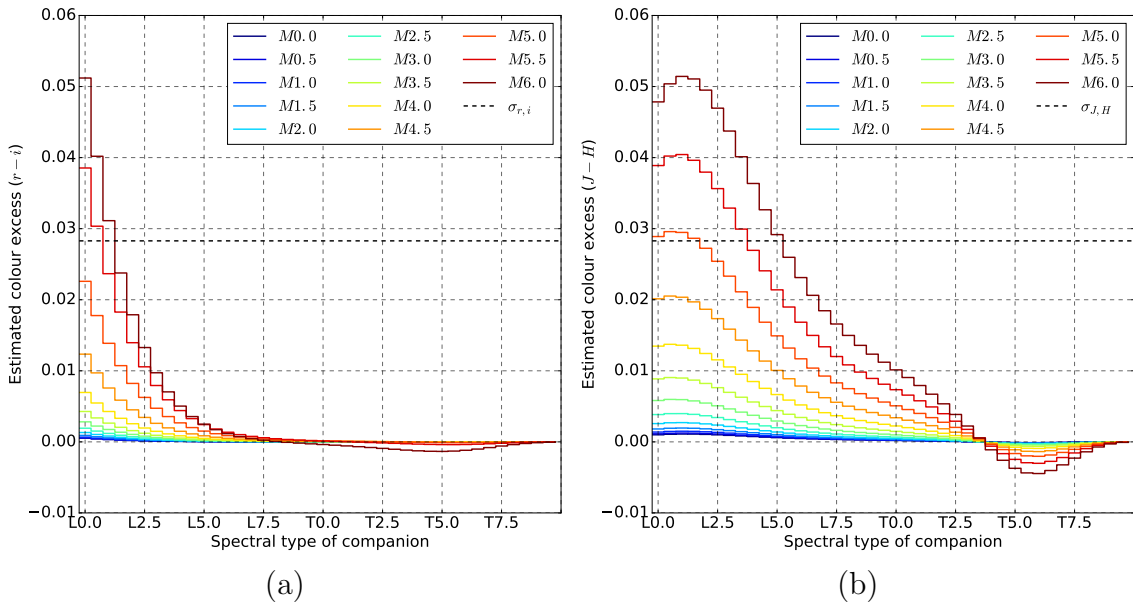 0.06
0.05
0.04
0.03
0.02
0.01
0.00
−0.01
Estimated colour excess (r − i)
M0.0
M0.5
M1.0
M1.5
M2.0
M2.5
M3.0
M3.5
M4.0
M4.5
M5.0
M5.5
M6.0
σr,i
L0.0 L2.5 L5.0 L7.5 T0.0 T2.5 T5.0 T7.5
Spectral type of companion
(a)
0.06
0.05
0.04
0.03
0.02
0.01
0.00
−0.01
Estimated colour excess (J − H)
M0.0
M0.5
M1.0
M1.5
M2.0
M2.5
M3.0
M3.5
M4.0
M4.5
M5.0
M5.5
M6.0
σJ,H
L0.0 L2.5 L5.0 L7.5 T0.0 T2.5 T5.0 T7.5
Spectral type of companion
(b)